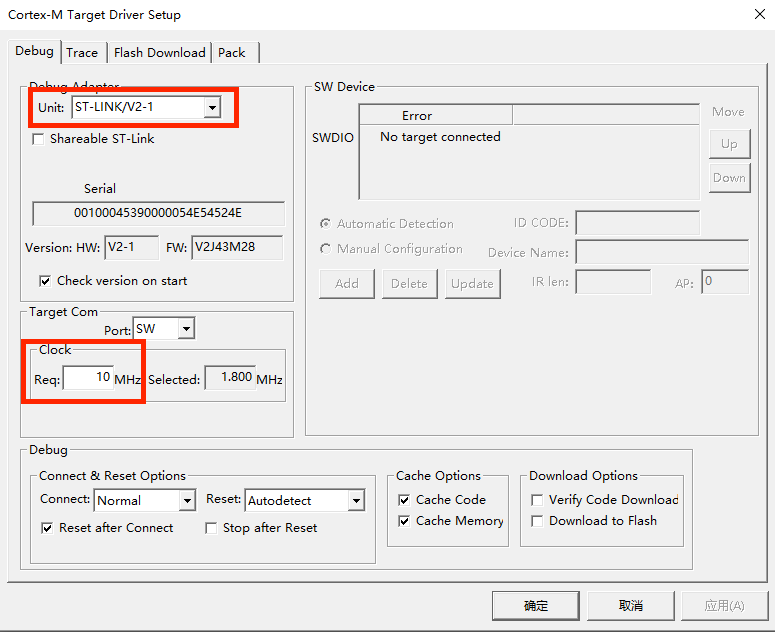 Cortex-M Target Driver Setup
Debug Trace Flash Download Pack
Debug Adapter
Unit: ST-LINK/V2-1
Shareable ST-Link
Serial
00100045390000054E54524E
Version: HW: V2-1 FW: V2J43M28
Check version on start
Target Com
Port: SW
Clock
Req: 10 MHz Selected: 1.800 MHz
SW Device
Error
SWDIO No target connected
Move
Up
Down
Automatic Detection
Manual Configuration
ID CODE:
Device Name:
Add Delete Update IR len: AP: 0
Debug
Connect & Reset Options
Connect: Normal Reset: Autodetect
Reset after Connect Stop after Reset
Cache Options
Cache Code
Cache Memory
Download Options
Verify Code Download
Download to Flash
确定 取消 应用(A)